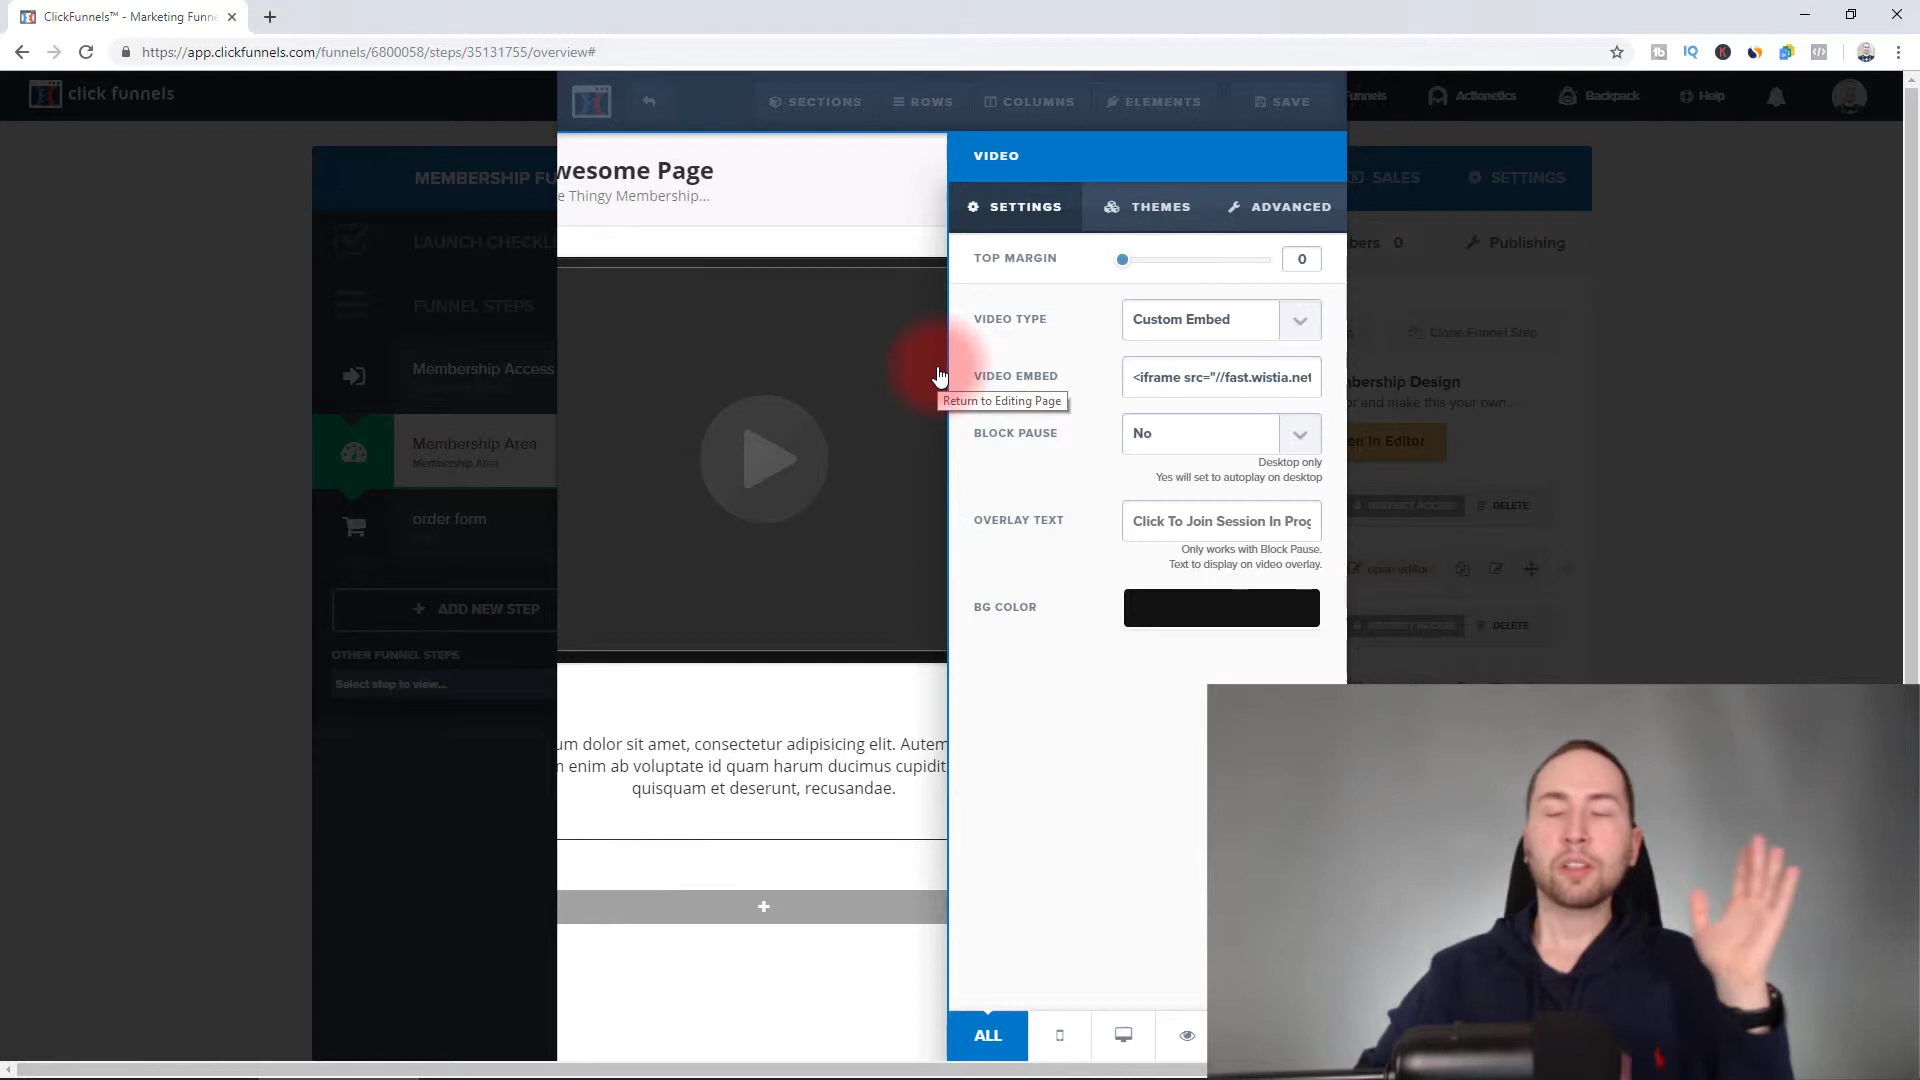 ClickFunnels™ - Marketing Funne
https://app.clickfunnels.com/funnels/6800058/steps/35131755/overview#
click funnels
SECTIONS
ROWS
COLUMNS
ELEMENTS
SAVE
Funnels
Actionetics
Backpack
Help
VIDEO
MEMBERSHIP FU
wesome Page
e Thingy Membership...
SALES
SETTINGS
SETTINGS
THEMES
ADVANCED
LAUNCH CHECKL
bers 0
Publishing
TOP MARGIN
0
FUNNEL STEPS
VIDEO TYPE
Custom Embed
Clone Funnel Step
Membership Access
VIDEO EMBED
<iframe src="//fast.wistia.net
Return to Editing Page
bership Design
or and make this your own...
Membership Area
Membership Area
BLOCK PAUSE
No
Desktop only
Yes will set to autoplay on desktop
en In Editor
order form
OVERLAY TEXT
Click To Join Session In Prog
Only works with Block Pause.
Text to display on video overlay.
RESTRICT ACCESS
DELETE
open editor
ADD NEW STEP
BG COLOR
RESTRICT ACCESS
DELETE
OTHER FUNNEL STEPS
Select step to view...
um dolor sit amet, consectetur adipisicing elit. Autem
n enim ab voluptate id quam harum ducimus cupidit
quisquam et deserunt, recusandae.
ALL